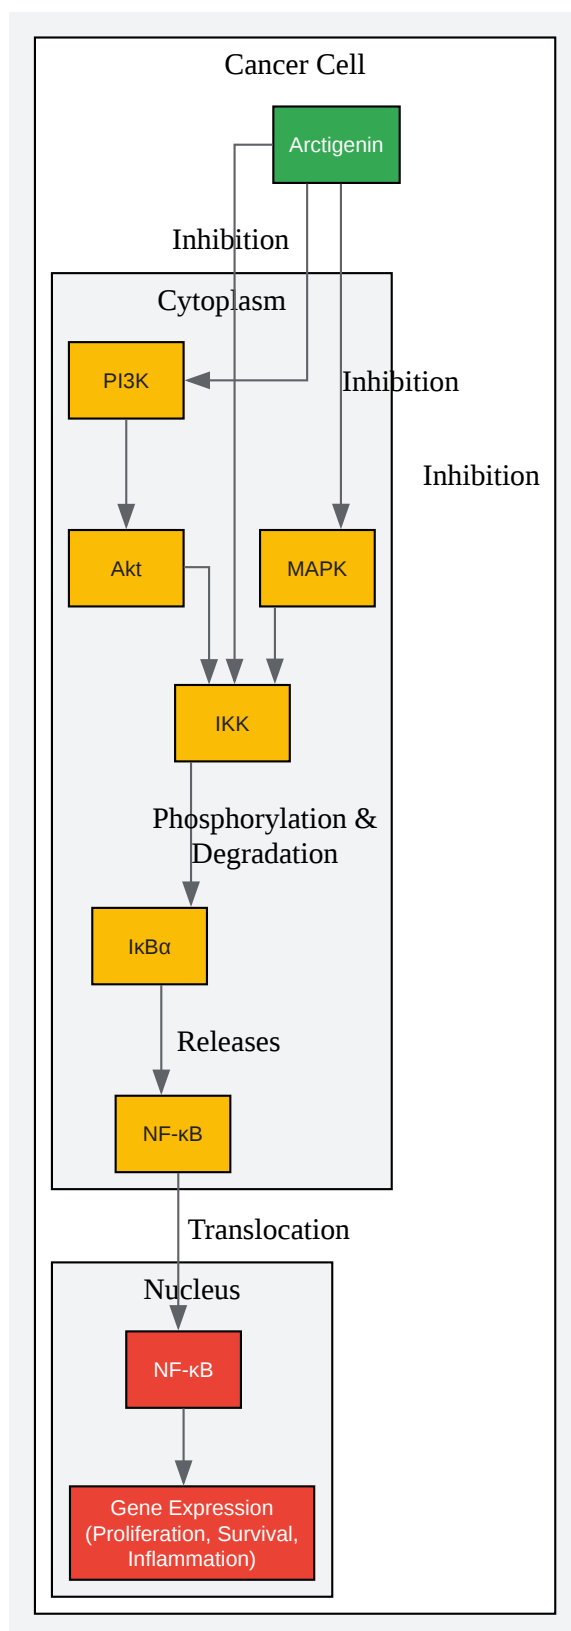 Cancer Cell
Arctigenin
Inhibition
Cytoplasm
PI3K
Inhibition
Inhibition
Akt
MAPK
IKK
Phosphorylation &
Degradation
IκBα
Releases
NF-κB
Translocation
Nucleus
NF-κB
Gene Expression
(Proliferation, Survival,
Inflammation)